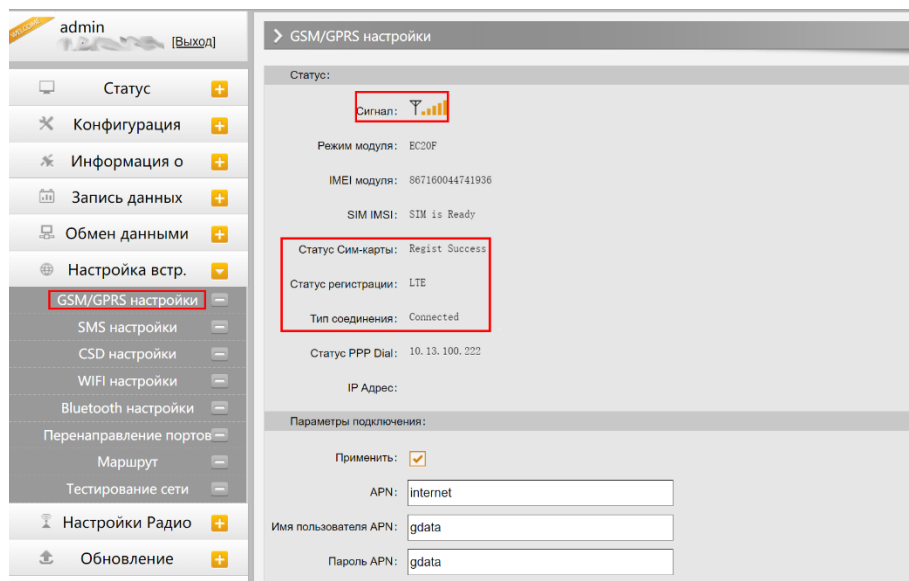 WELCOME
admin
[Выход]
Статус
Конфигурация
Информация о
Запись данных
Обмен данными
Настройка встр.
GSM/GPRS настройки
SMS настройки
CSD настройки
WIFI настройки
Bluetooth настройки
Перенаправление портов
Маршрут
Тестирование сети
Настройки Радио
Обновление
GSM/GPRS настройки
Статус:
Сигнал:
Режим модуля: EC20F
IMEI модуля: 867160044741936
SIM IMSI: SIM is Ready
Статус Сим-карты: Regist Success
Статус регистрации: LTE
Тип соединения: Connected
Статус PPP Dial: 10.13.100.222
IP Адрес:
Параметры подключения:
Применить:
APN: internet
Имя пользователя APN: gdata
Пароль APN: gdata